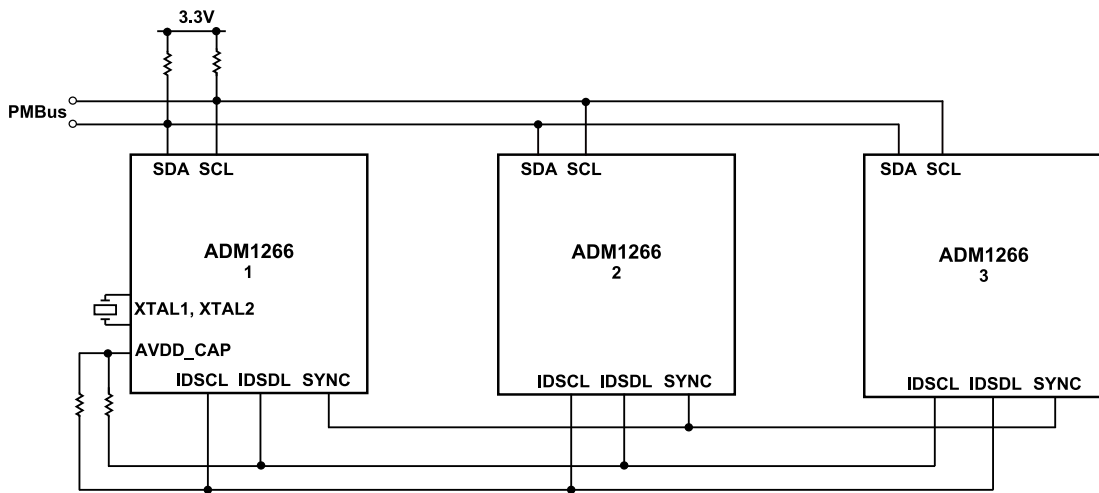 3.3V
PMBus
SDA SCL
SDA SCL
SDA SCL
ADM1266
1
ADM1266
2
ADM1266
3
XTAL1, XTAL2
AVDD_CAP
IDSCL IDSDL SYNC
IDSCL IDSDL SYNC
IDSCL IDSDL SYNC